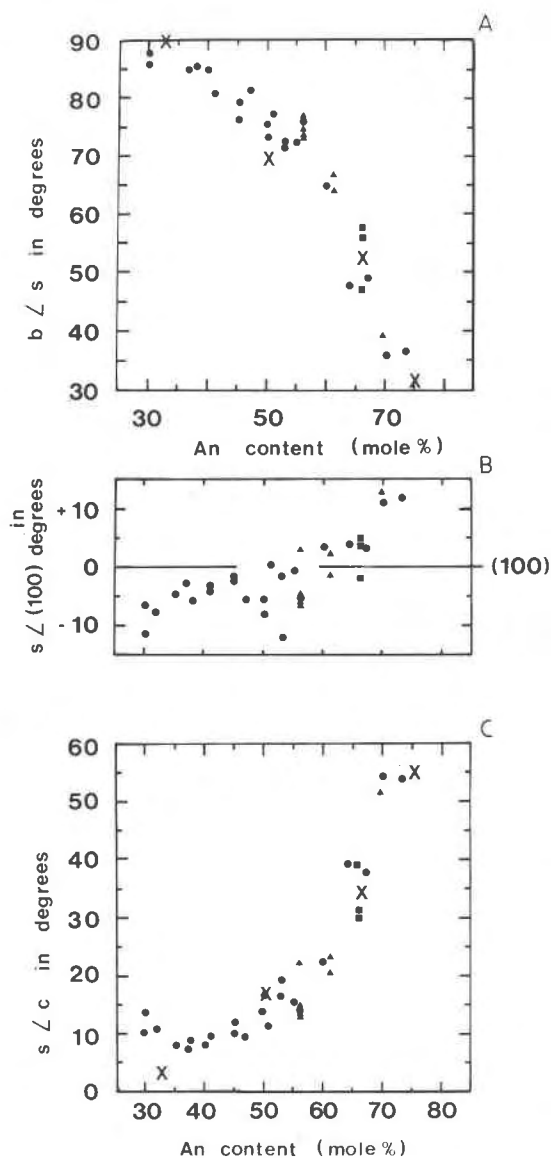 A
90
80
70
60
50
40
30
b ∠ s in degrees
30 50 70
An content (mole %)
B
+10
0
-10
s ∠ (100) in degrees
(100)
C
60
50
40
30
20
10
0
s ∠ c in degrees
30 40 50 60 70 80
An content (mole %)